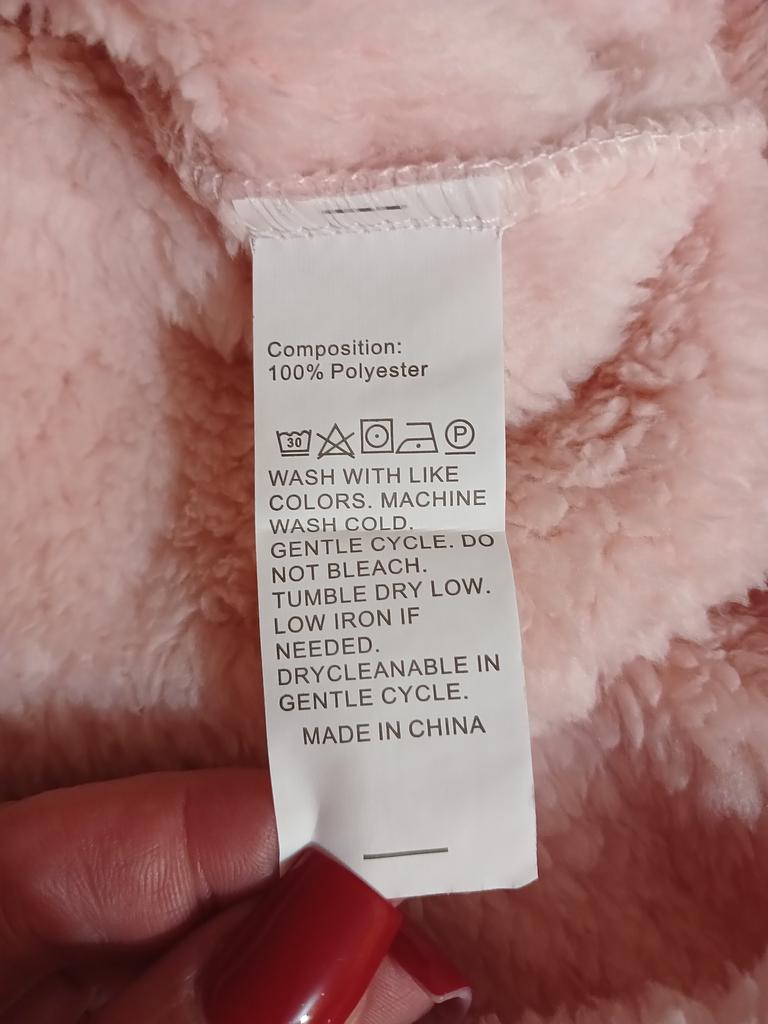 Composition:
100% Polyester
30 P
WASH WITH LIKE
COLORS. MACHINE
WASH COLD.
GENTLE CYCLE. DO
NOT BLEACH.
TUMBLE DRY LOW.
LOW IRON IF
NEEDED.
DRYCLEANABLE IN
GENTLE CYCLE.
MADE IN CHINA